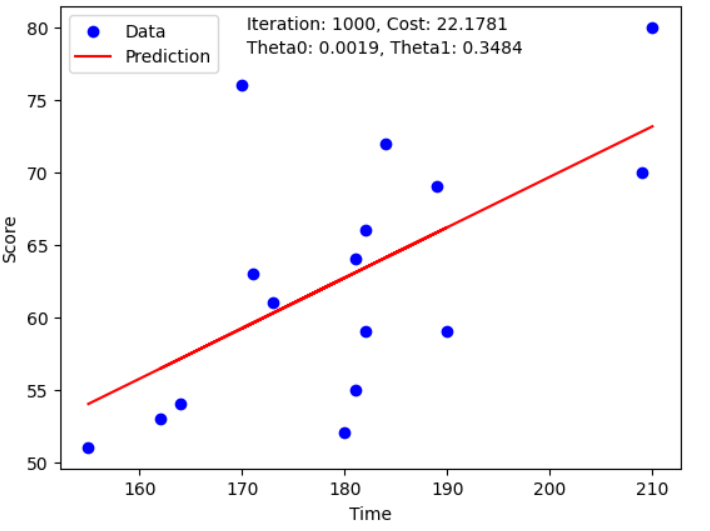 Data
Prediction
Iteration: 1000, Cost: 22.1781
Theta0: 0.0019, Theta1: 0.3484
80
75
70
65
60
55
50
Score
160 170 180 190 200 210
Time